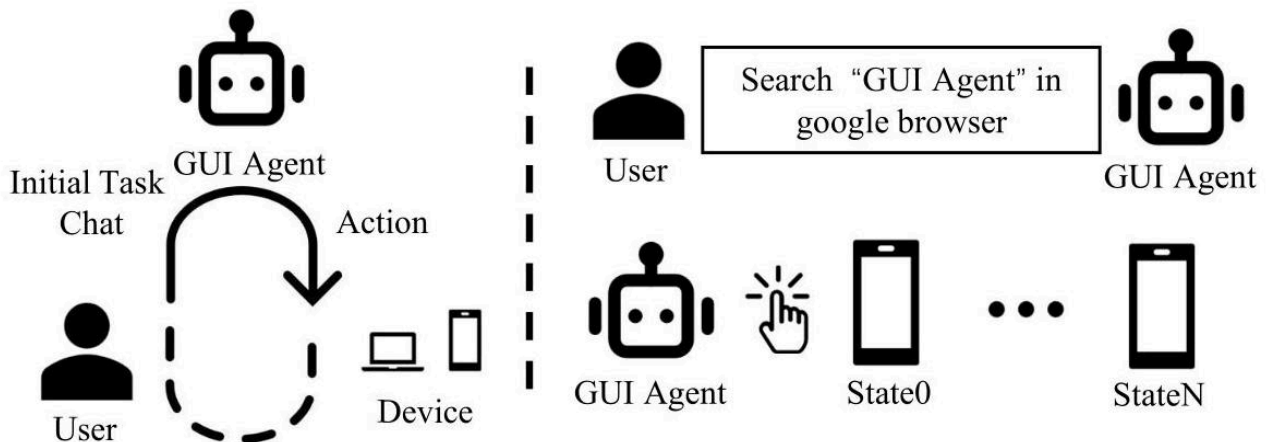 GUI Agent
Initial Task
Chat
Action
User
Device
Search “GUI Agent” in
google browser
User
GUI Agent
GUI Agent
State0
StateN